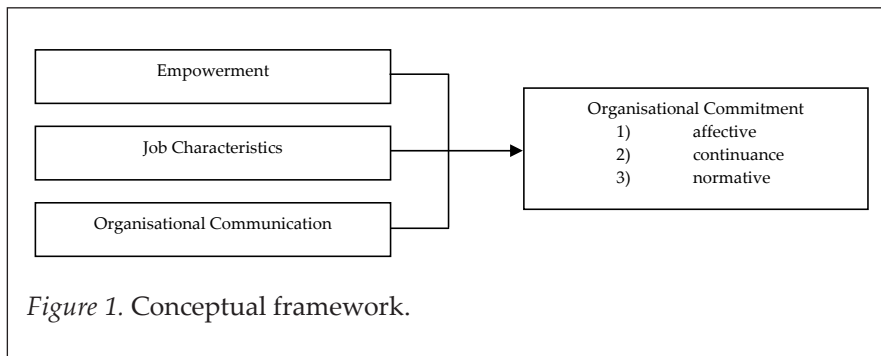 Empowerment
Job Characteristics
Organisational Communication
Organisational Commitment
1) affective
2) continuance
3) normative
Figure 1. Conceptual framework.